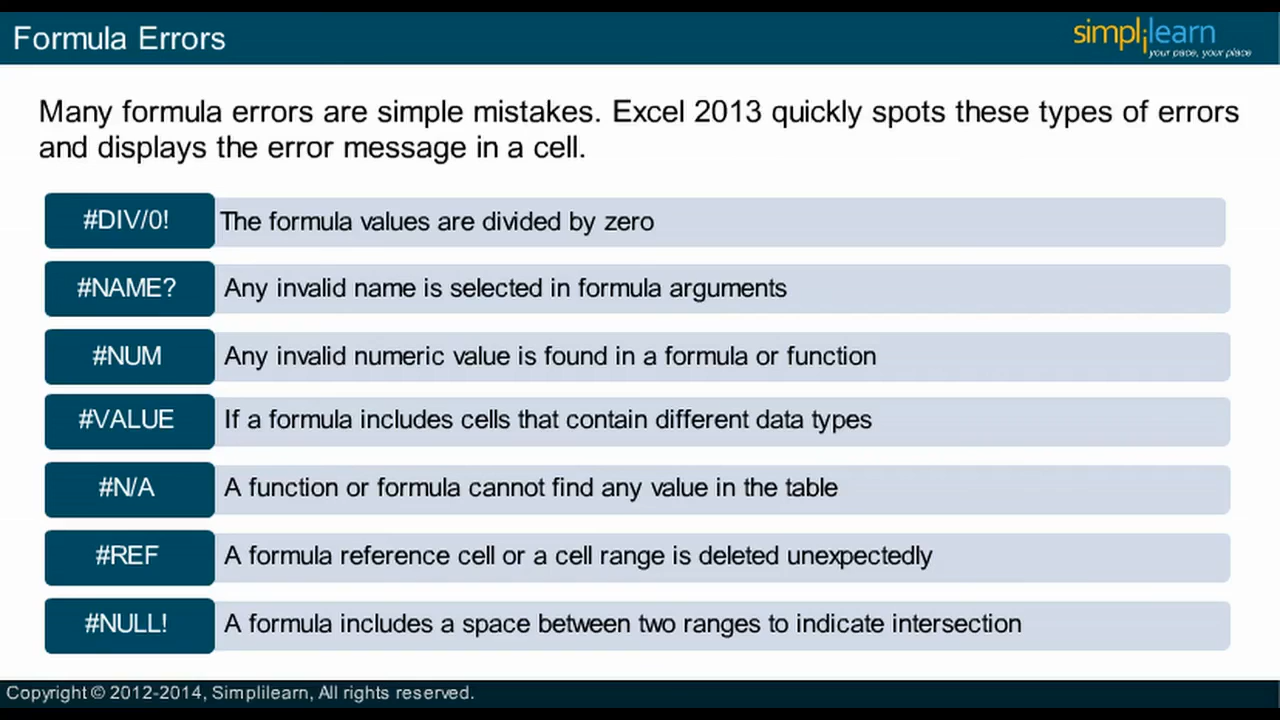 Formula Errors
simplilearn
your pace, your place
Many formula errors are simple mistakes. Excel 2013 quickly spots these types of errors
and displays the error message in a cell.
#DIV/0! The formula values are divided by zero
#NAME? Any invalid name is selected in formula arguments
#NUM Any invalid numeric value is found in a formula or function
#VALUE If a formula includes cells that contain different data types
#N/A A function or formula cannot find any value in the table
#REF A formula reference cell or a cell range is deleted unexpectedly
#NULL! A formula includes a space between two ranges to indicate intersection
Copyright © 2012-2014, Simplilearn, All rights reserved.